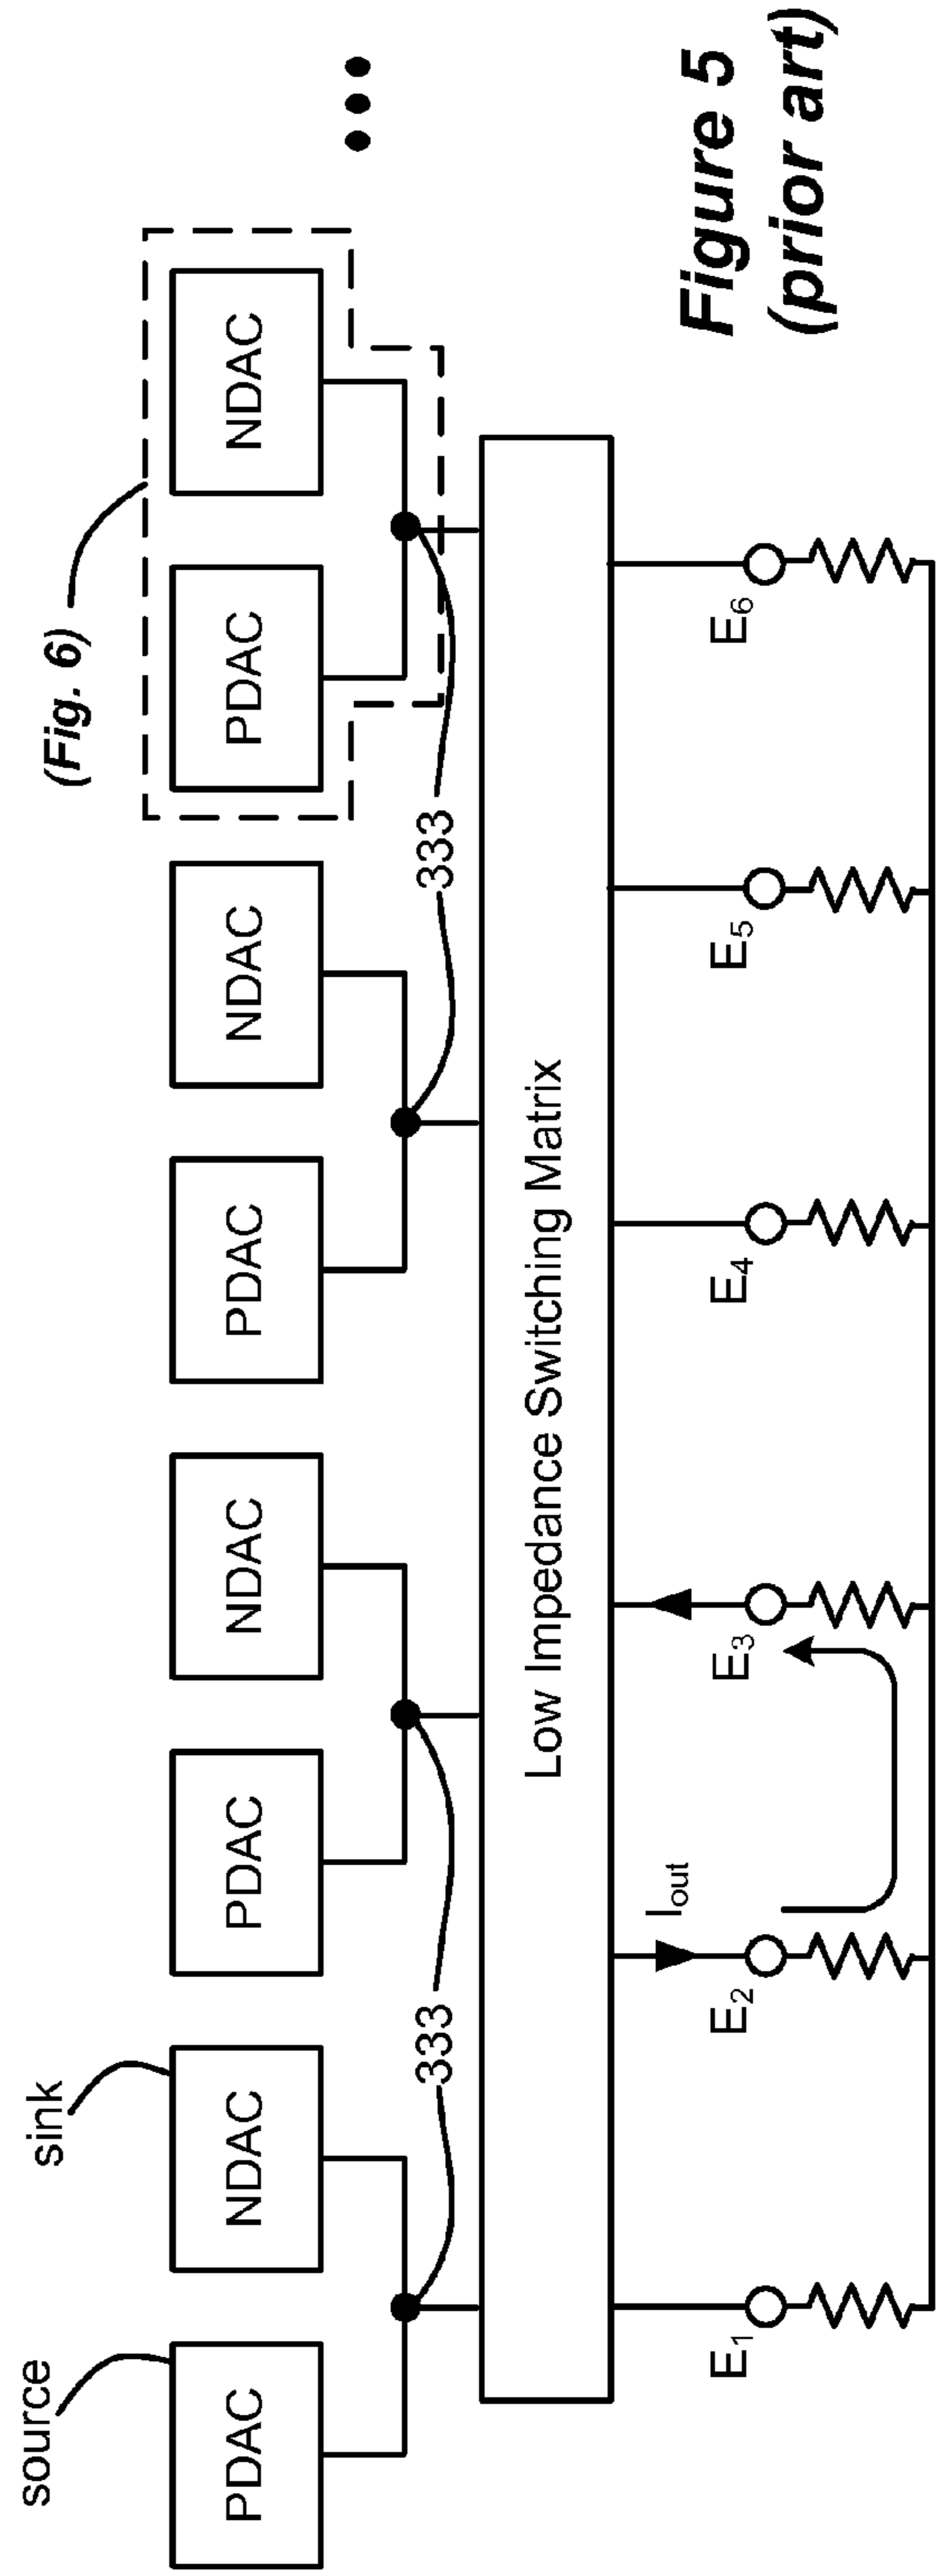 (Fig. 6)
source
sink
PDAC
NDAC
PDAC
NDAC
PDAC
NDAC
PDAC
NDAC
333
333
Low Impedance Switching Matrix
Iout
E1
E2
E3
E4
E5
E6
Figure 5
(prior art)